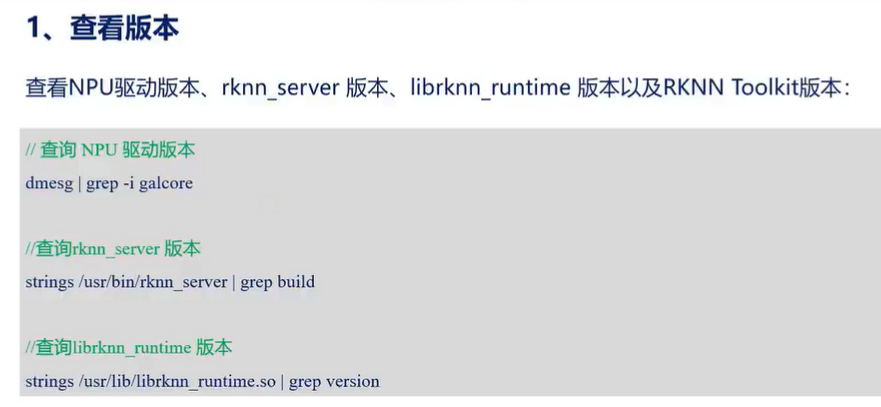 1、查看版本
查看NPU驱动版本、rknn_server 版本、librknn_runtime 版本以及RKNN Toolkit版本：
// 查询 NPU 驱动版本
dmesg | grep -i galcore
//查询rknn_server 版本
strings /usr/bin/rknn_server | grep build
//查询librknn_runtime 版本
strings /usr/lib/librknn_runtime.so | grep version